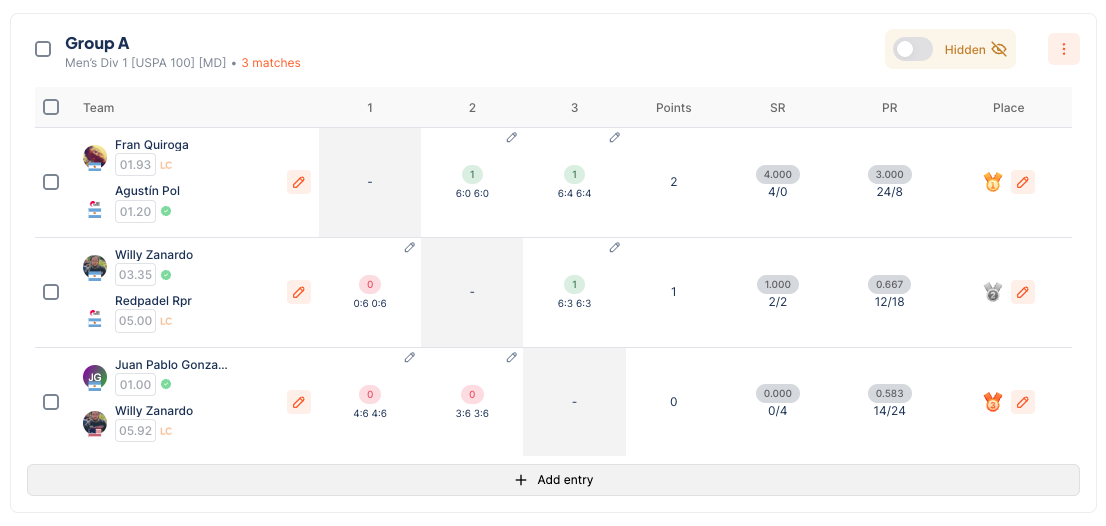 Group A
Hidden
Men's Div 1 [USPA 100] [MD] • 3 matches
Team 1 2 3 Points SR PR Place
Fran Quiroga
01.93 LC
Agustín Pol
01.20
-
1
6:0 6:0
1
6:4 6:4
2
4.000
4/0
3.000
24/8
1
Willy Zanardo
03.35
Redpadel Rpr
05.00 LC
0
0:6 0:6
-
1
6:3 6:3
1
1.000
2/2
0.667
12/18
2
JG
Juan Pablo Gonza...
01.00
Willy Zanardo
05.92 LC
0
4:6 4:6
0
3:6 3:6
-
0
0.000
0/4
0.583
14/24
3
+ Add entry